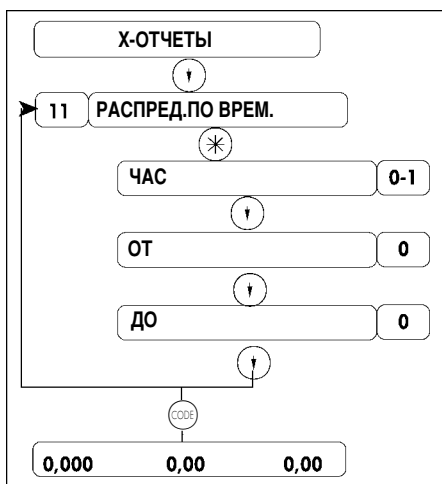 Х-ОТЧЕТЫ
11 РАСПРЕД.ПО ВРЕМ.
ЧАС 0-1
ОТ 0
ДО 0
CODE
0,000 0,00 0,00